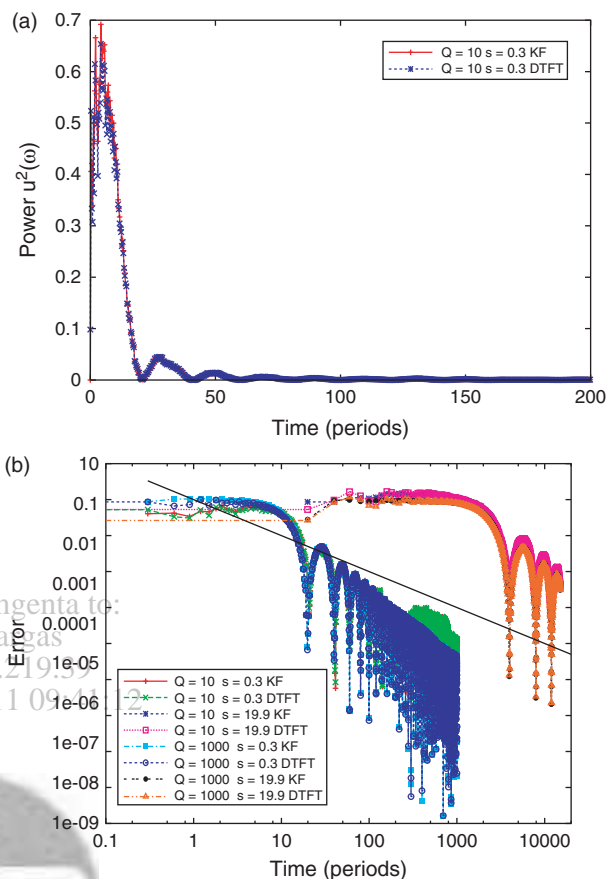 (a)
0.7
0.6
0.5
0.4
0.3
0.2
0.1
0
Power u²(ω)
Q = 10 s = 0.3 KF
Q = 10 s = 0.3 DTFT
0 50 100 150 200
Time (periods)
(b)
10
1
0.1
0.01
0.001
0.0001
1e-05
1e-06
1e-07
1e-08
1e-09
Error
Q = 10 s = 0.3 KF
Q = 10 s = 0.3 DTFT
Q = 10 s = 19.9 KF
Q = 10 s = 19.9 DTFT
Q = 1000 s = 0.3 KF
Q = 1000 s = 0.3 DTFT
Q = 1000 s = 19.9 KF
Q = 1000 s = 19.9 DTFT
0.1 1 10 100 1000 10000
Time (periods)
ngenta to: